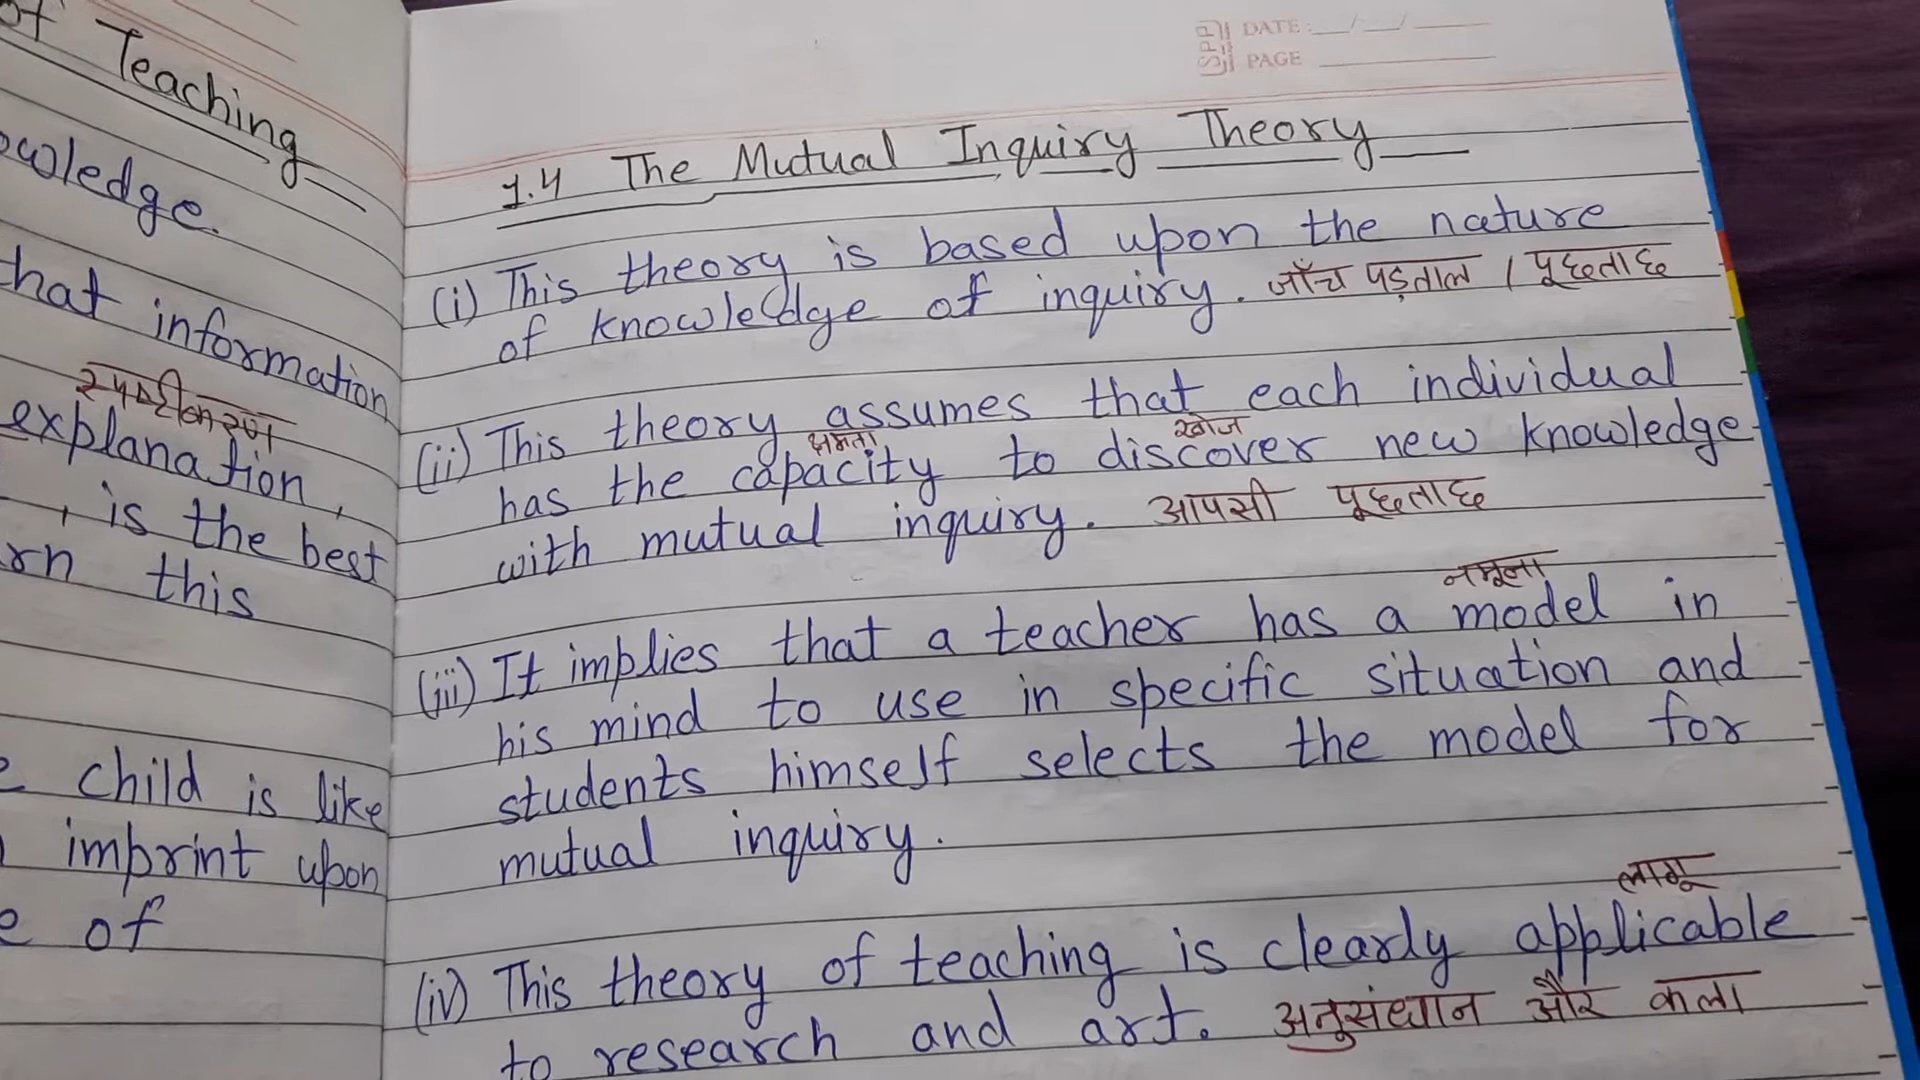 of Teaching
owledge.
that information
स्पष्टीकरण
explanation,
, is the best
rn this
child is like
imprint upon
of
DATE : __/__/____
PAGE
1.4 The Mutual Inquiry Theory
(i) This theory is based upon the nature
of knowledge of inquiry. जाँच पड़ताल / पूछताछ
(ii) This theory assumes that each individual
क्षमता खोज
has the capacity to discover new knowledge
with mutual inquiry. आपसी पूछताछ
नमूना
(iii) It implies that a teacher has a model in
his mind to use in specific situation and
students himself selects the model for
mutual inquiry.
लागू
(iv) This theory of teaching is clearly applicable
to research and art. अनुसंधान और कला